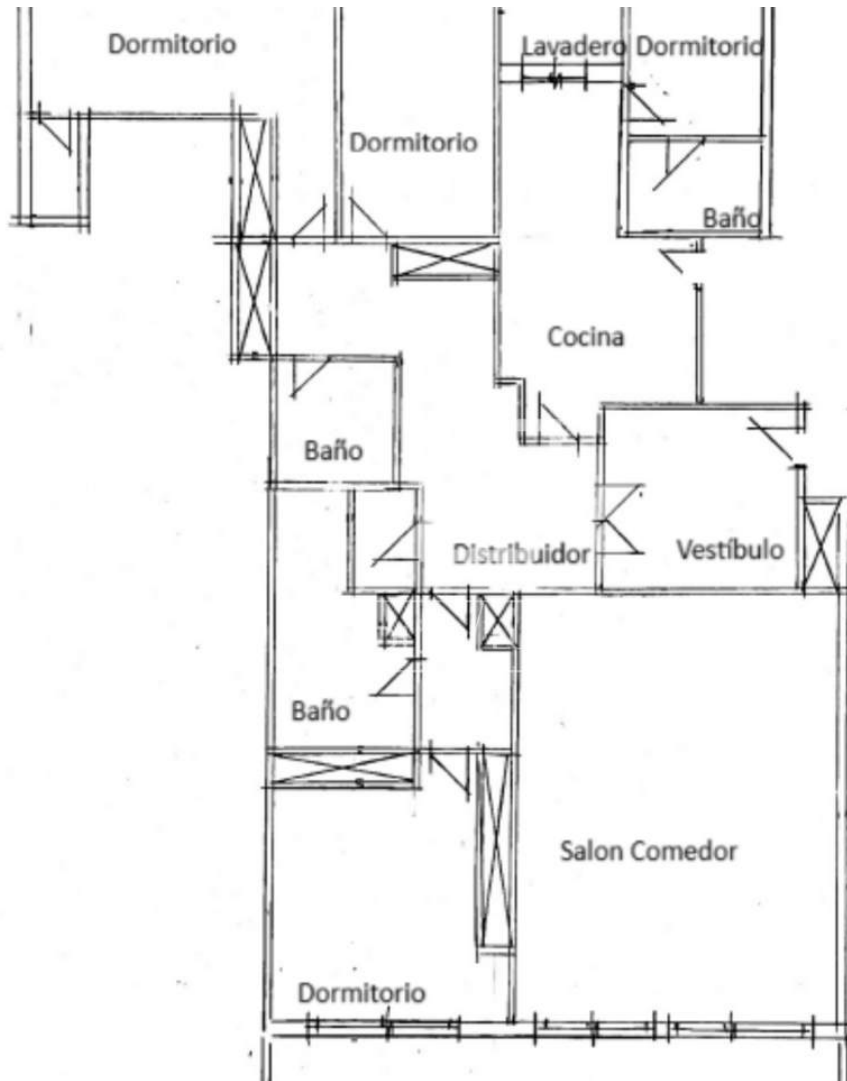 Dormitorio
Lavadero
Dormitorio
Dormitorio
Baño
Cocina
Baño
Distribuidor
Vestíbulo
Baño
Salon Comedor
Dormitorio